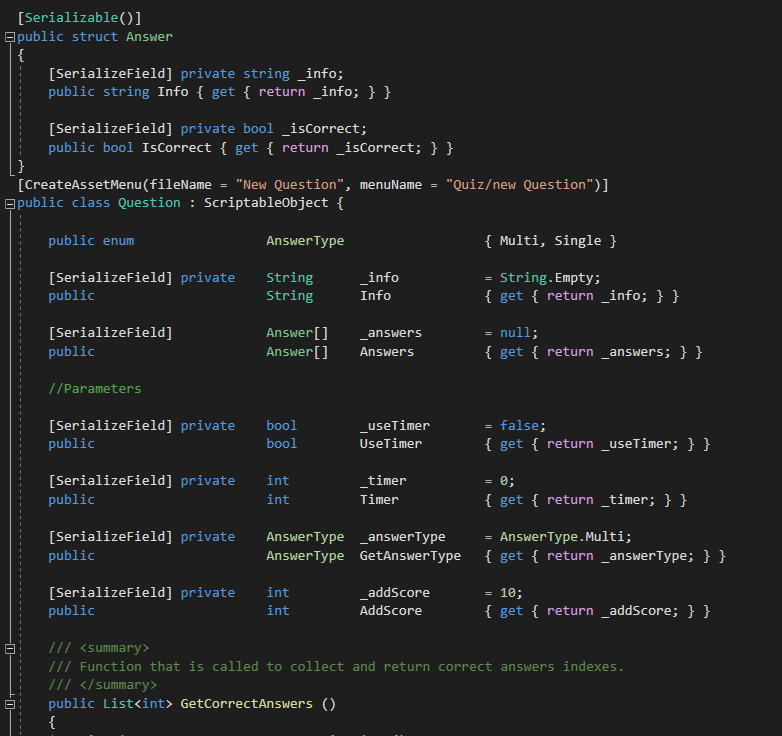 [Serializable()]
public struct Answer
{
[SerializeField] private string _info;
public string Info { get { return _info; } }
[SerializeField] private bool _isCorrect;
public bool IsCorrect { get { return _isCorrect; } }
}
[CreateAssetMenu(fileName = "New Question", menuName = "Quiz/new Question")]
public class Question : ScriptableObject {
public enum AnswerType { Multi, Single }
[SerializeField] private String _info = String.Empty;
public String Info { get { return _info; } }
[SerializeField] Answer[] _answers = null;
public Answer[] Answers { get { return _answers; } }
//Parameters
[SerializeField] private bool _useTimer = false;
public bool UseTimer { get { return _useTimer; } }
[SerializeField] private int _timer = 0;
public int Timer { get { return _timer; } }
[SerializeField] private AnswerType _answerType = AnswerType.Multi;
public AnswerType GetAnswerType { get { return _answerType; } }
[SerializeField] private int _addScore = 10;
public int AddScore { get { return _addScore; } }
/// <summary>
/// Function that is called to collect and return correct answers indexes.
/// </summary>
public List<int> GetCorrectAnswers ()
{